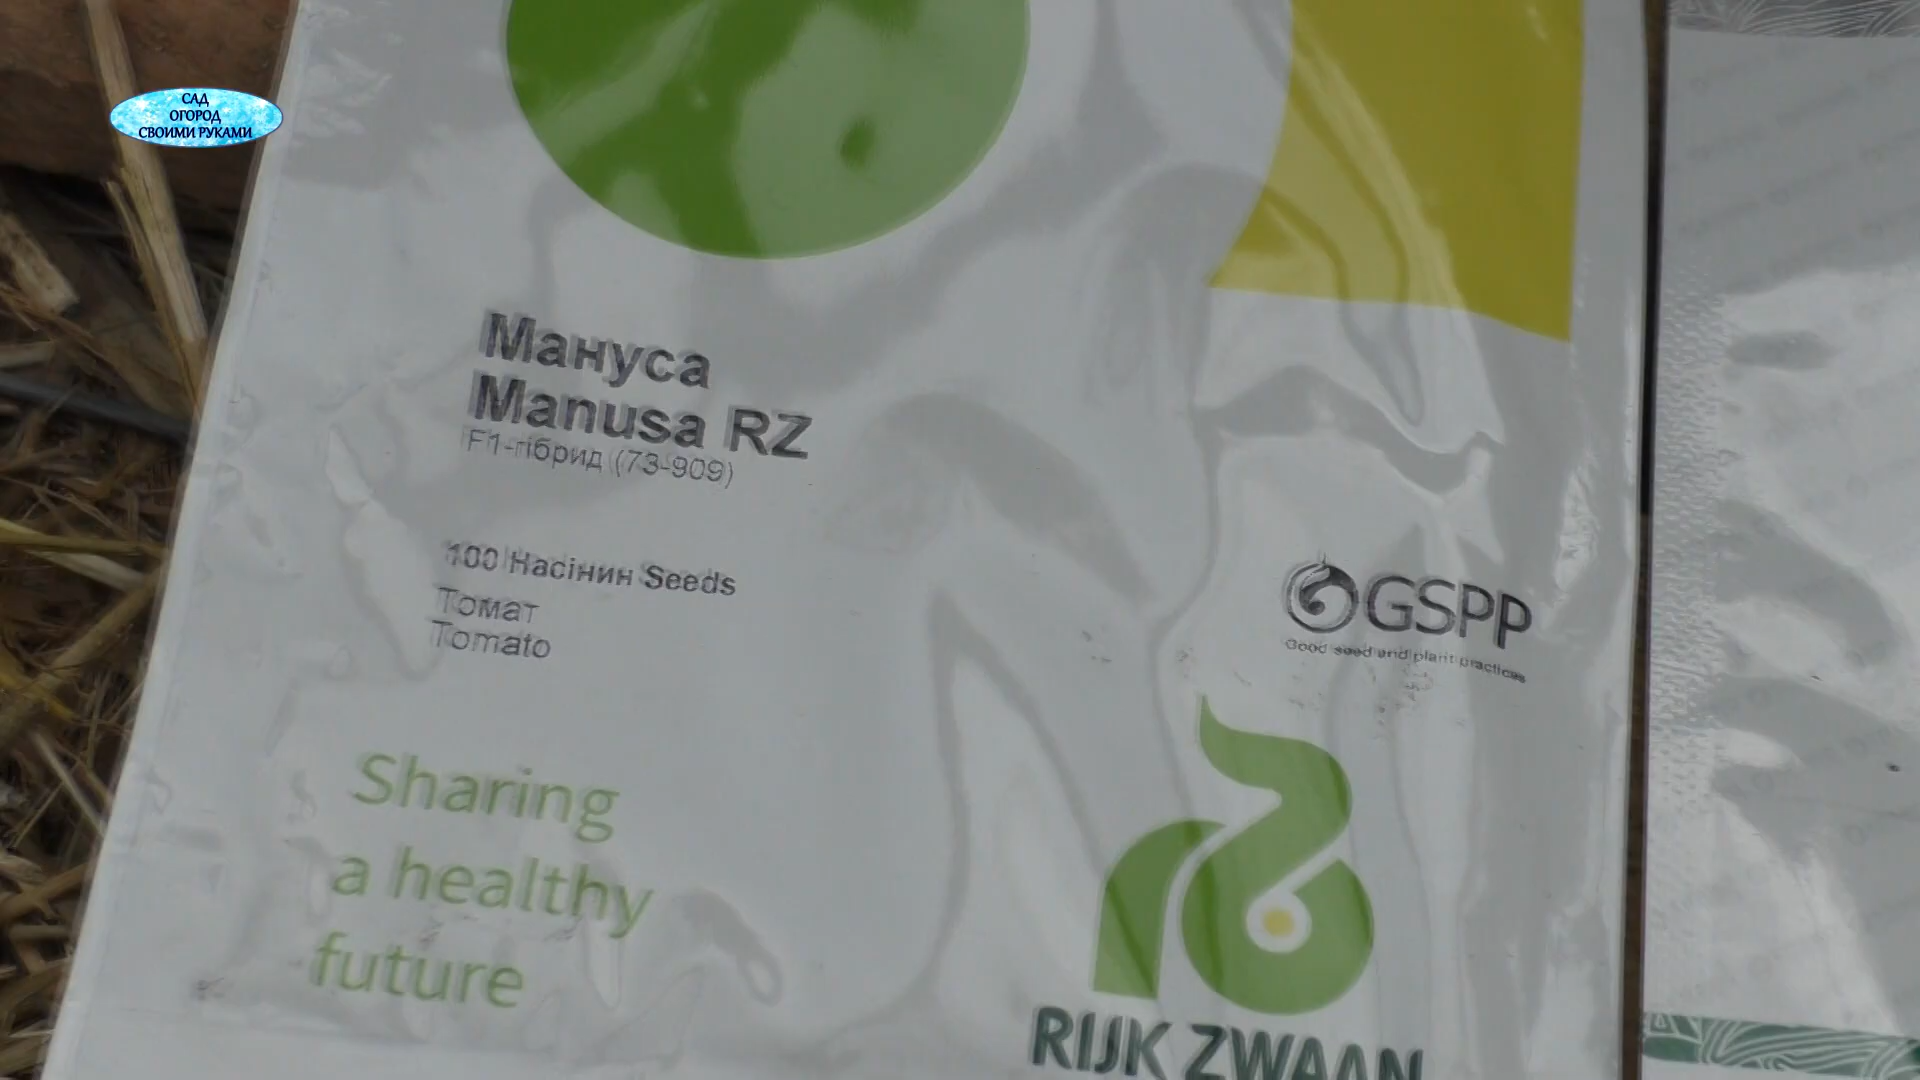 САД
ОГОРОД
СВОИМИ РУКАМИ
Мануса
Manusa RZ
F1-гібрид (73-909)
100 Насінин Seeds
Томат
Tomato
GSPP
Good seed and plant practices
Sharing
a healthy
future
RIJK ZWAAN